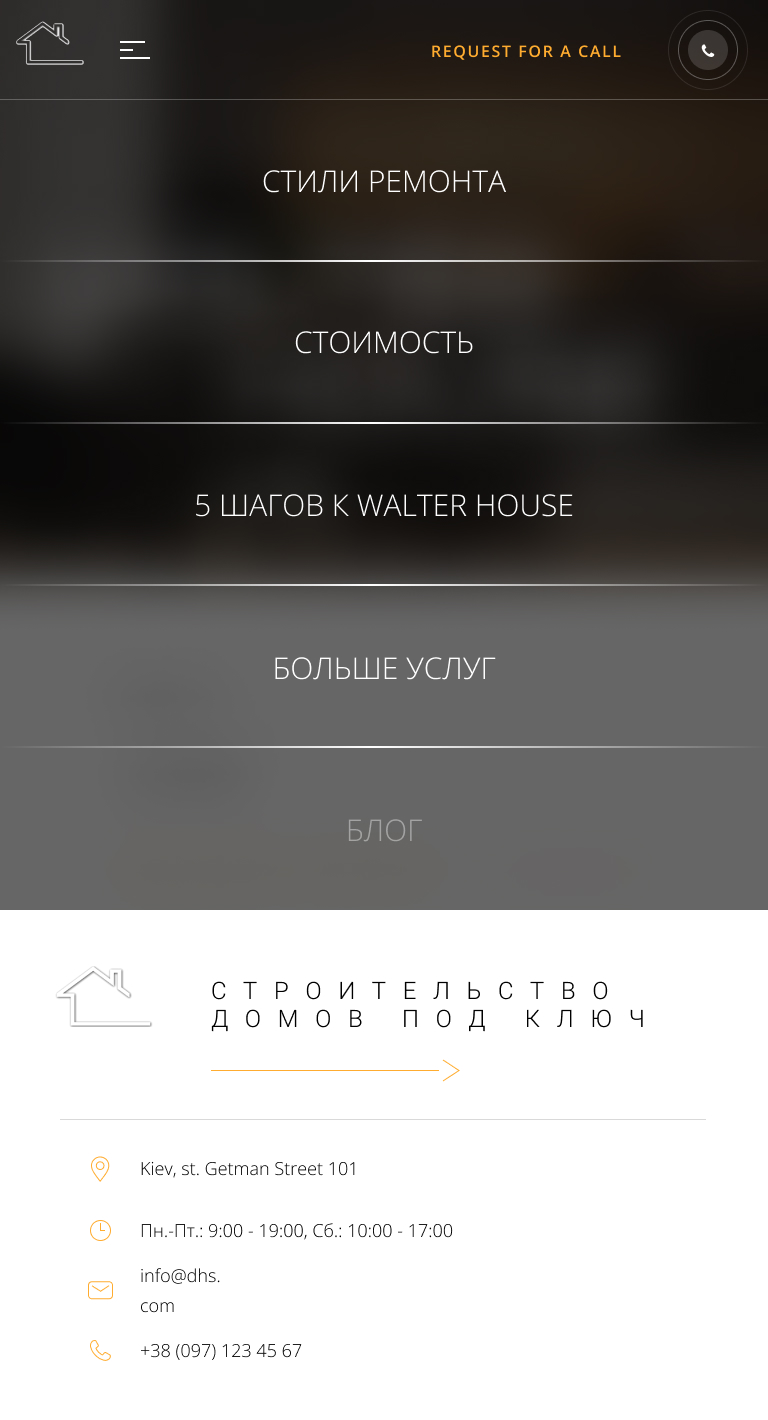 REQUEST FOR A CALL
СТИЛИ РЕМОНТА
СТОИМОСТЬ
5 ШАГОВ К WALTER HOUSE
БОЛЬШЕ УСЛУГ
БЛОГ
СТРОИТЕЛЬСТВО
ДОМОВ ПОД КЛЮЧ
Kiev, st. Getman Street 101
Пн.-Пт.: 9:00 - 19:00, Сб.: 10:00 - 17:00
info@dhs.
com
+38 (097) 123 45 67